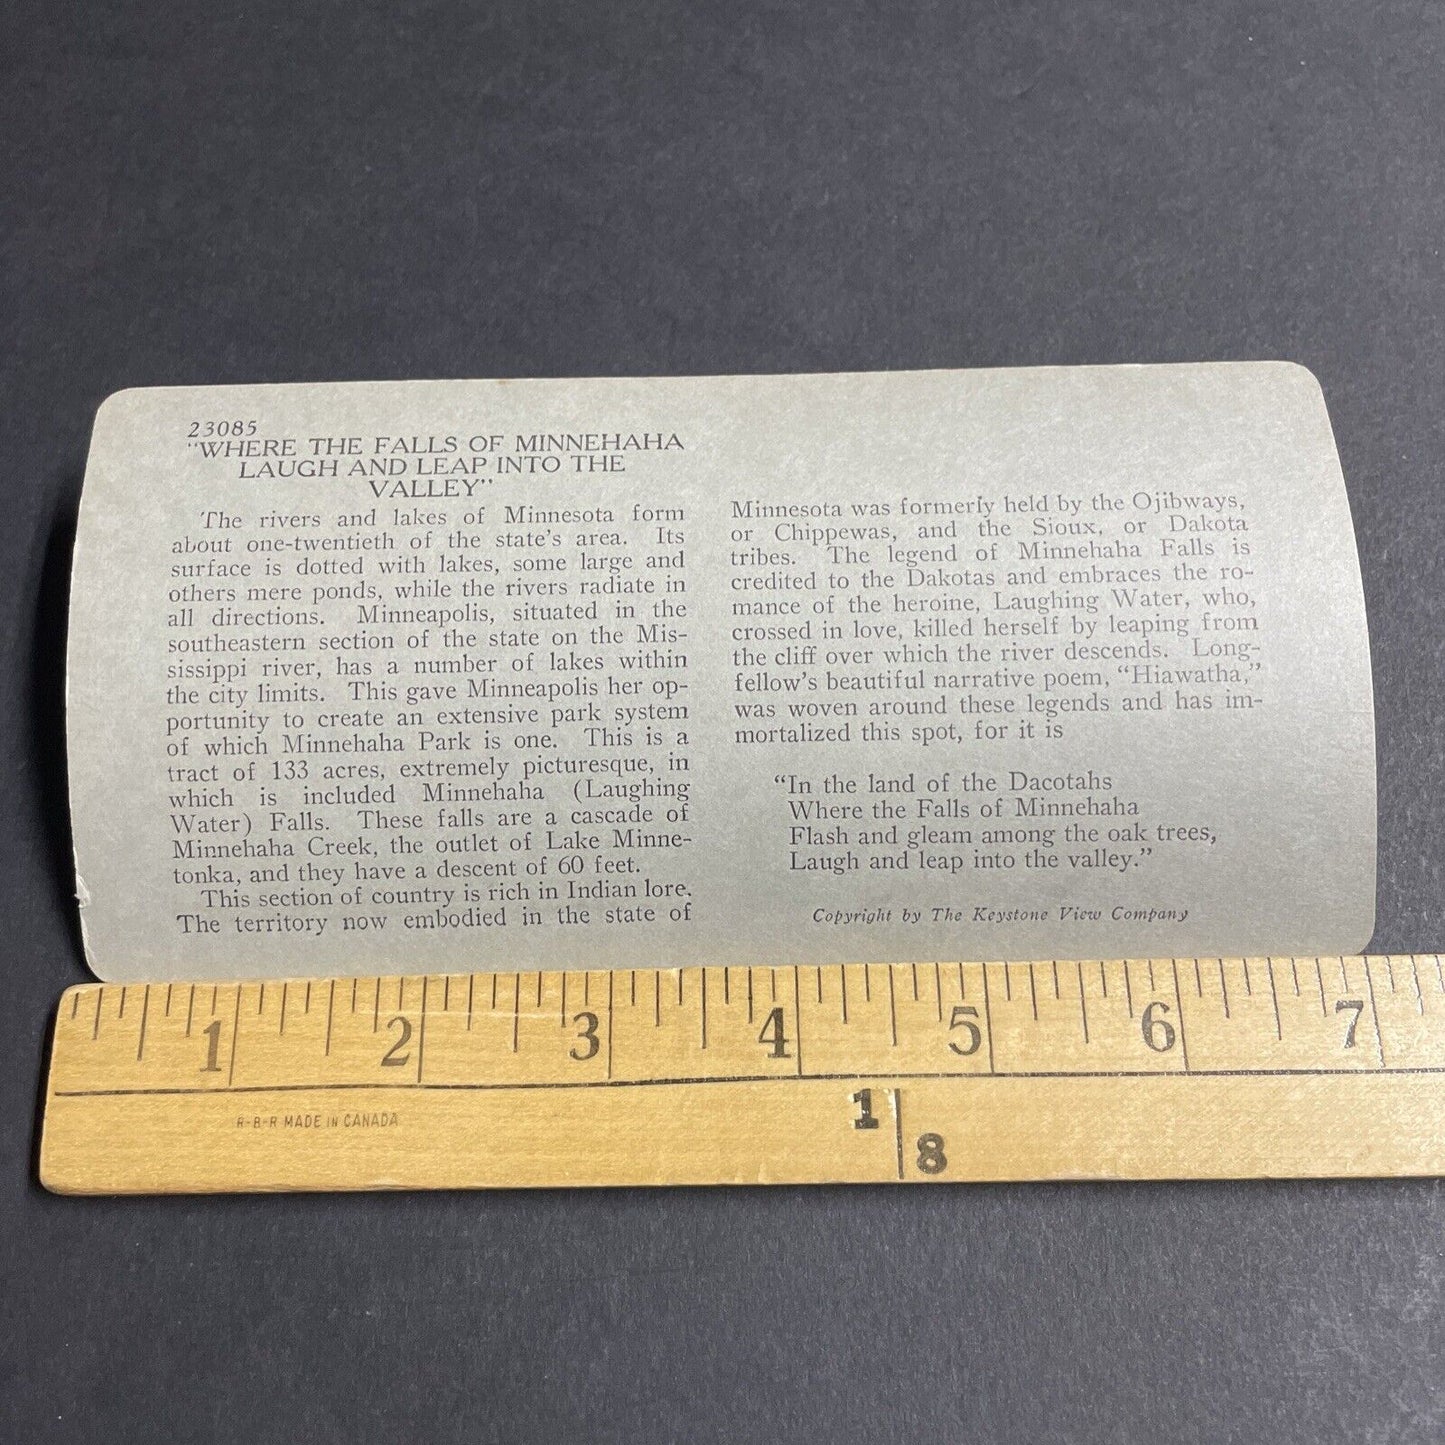 23085
"WHERE THE FALLS OF MINNEHAHA
LAUGH AND LEAP INTO THE
VALLEY"
The rivers and lakes of Minnesota form
about one-twentieth of the state's area. Its
surface is dotted with lakes, some large and
others mere ponds, while the rivers radiate in
all directions. Minneapolis, situated in the
southeastern section of the state on the Mis-
sissippi river, has a number of lakes within
the city limits. This gave Minneapolis her op-
portunity to create an extensive park system
of which Minnehaha Park is one. This is a
tract of 133 acres, extremely picturesque, in
which is included Minnehaha (Laughing
Water) Falls. These falls are a cascade of
Minnehaha Creek, the outlet of Lake Minne-
tonka, and they have a descent of 60 feet.
This section of country is rich in Indian lore.
The territory now embodied in the state of
Minnesota was formerly held by the Ojibways,
or Chippewas, and the Sioux, or Dakota
tribes. The legend of Minnehaha Falls is
credited to the Dakotas and embraces the ro-
mance of the heroine, Laughing Water, who,
crossed in love, killed herself by leaping from
the cliff over which the river descends. Long-
fellow's beautiful narrative poem, "Hiawatha,"
was woven around these legends and has im-
mortalized this spot, for it is
"In the land of the Dacotahs
Where the Falls of Minnehaha
Flash and gleam among the oak trees,
Laugh and leap into the valley."
Copyright by The Keystone View Company
1 2 3 4 5 6 7
R-B-R MADE IN CANADA
1
8